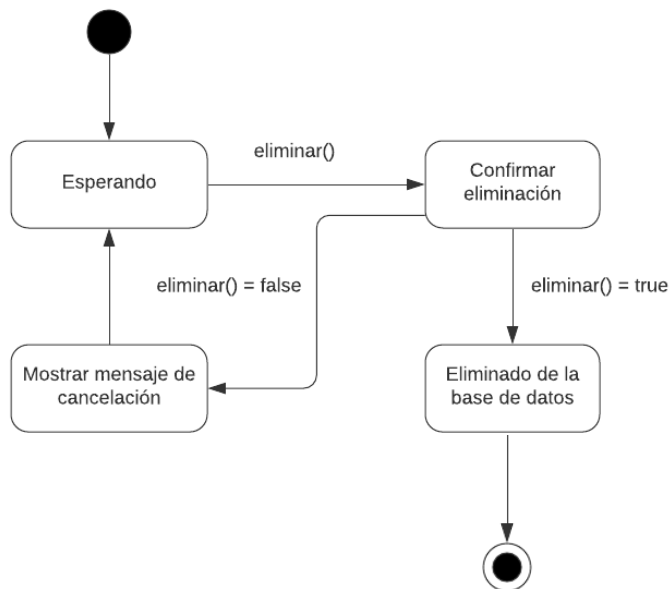 eliminar()
Esperando
Confirmar
eliminación
eliminar() = false
eliminar() = true
Mostrar mensaje de
cancelación
Eliminado de la
base de datos